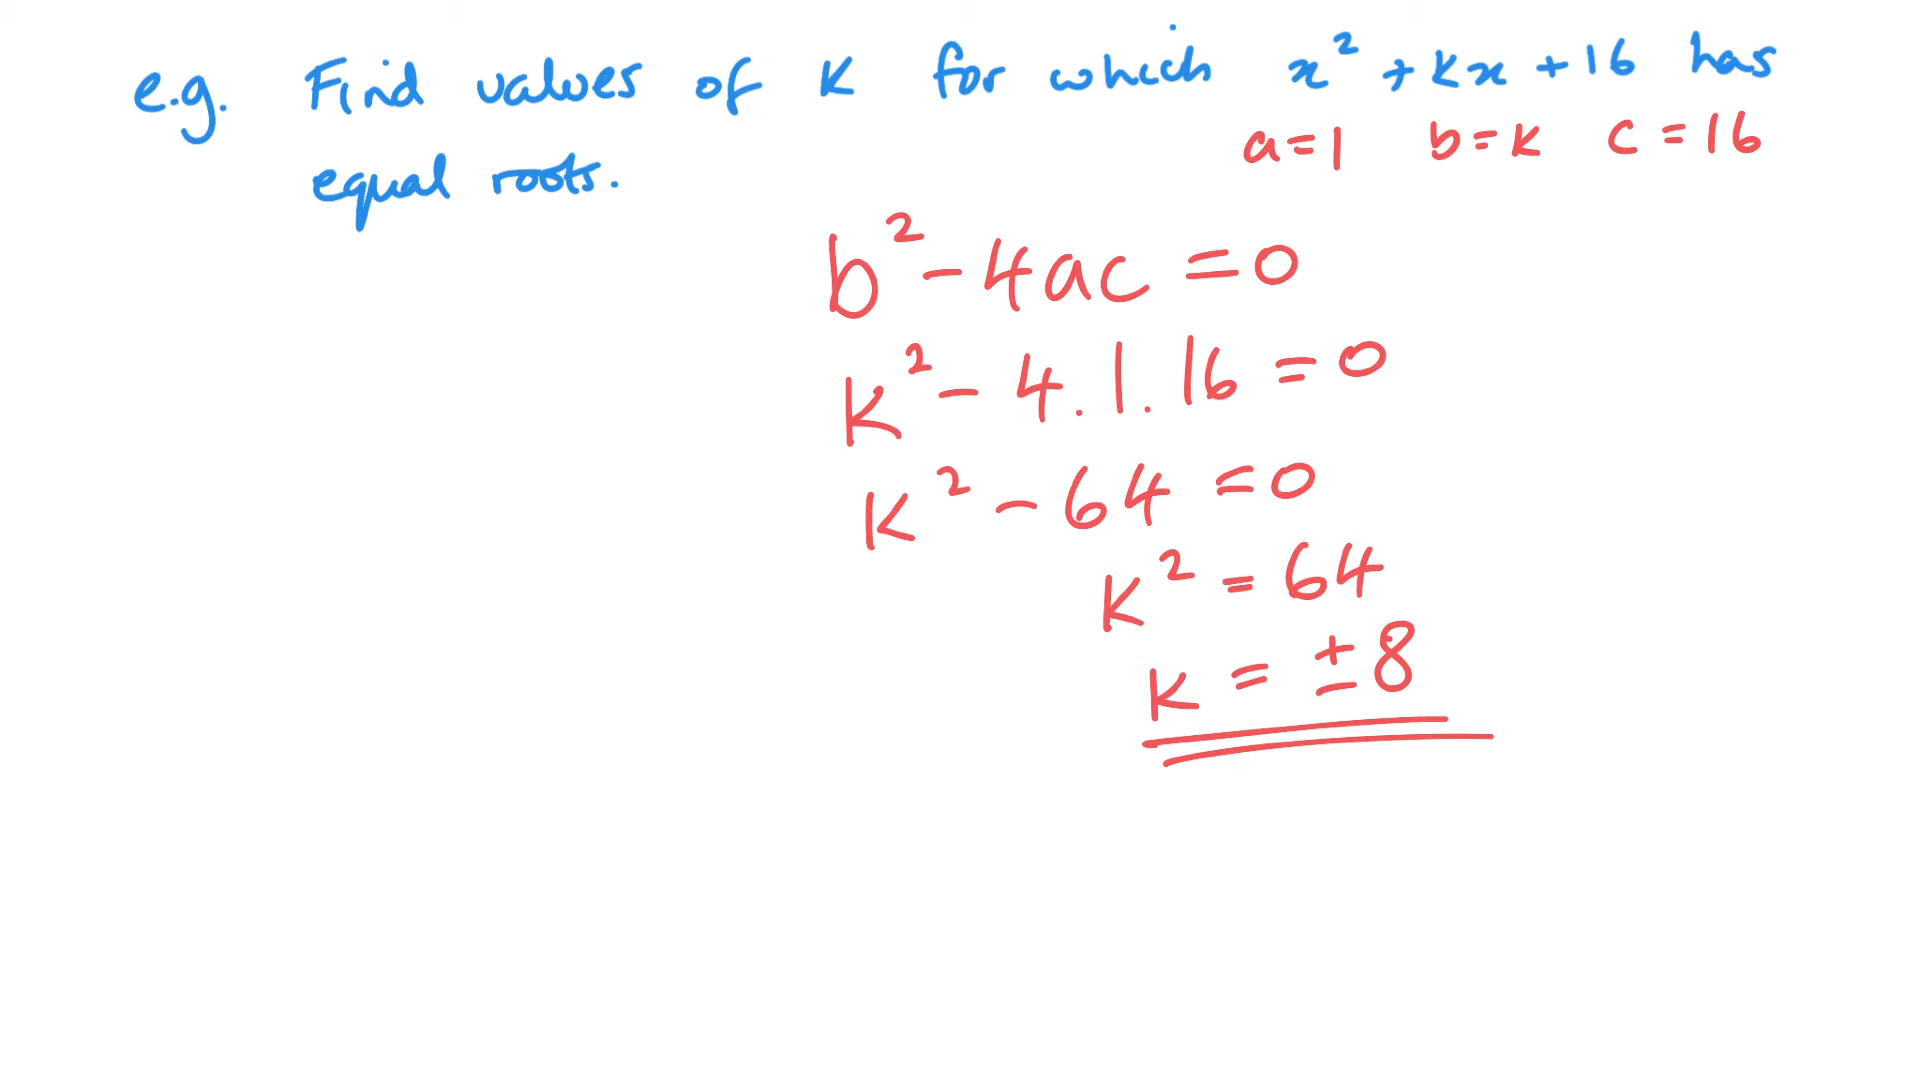 e.g. Find values of k for which x² + kx + 16 has
a=1 b=k c=16
equal roots.
b² - 4ac = 0
k² - 4.1.16 = 0
k² - 64 = 0
k² = 64
k = ±8